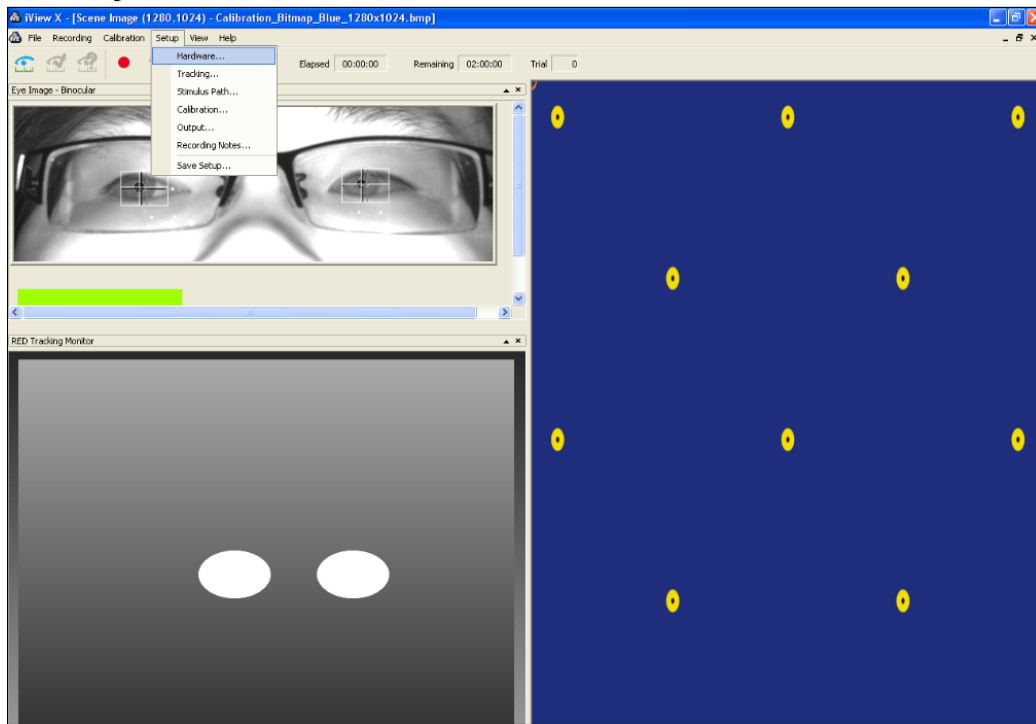 iView X - [Scene Image (1280,1024) - Calibration_Bitmap_Blue_1280x1024.bmp]
File Recording Calibration Setup View Help
Hardware...
Elapsed 00:00:00 Remaining 02:00:00 Trial 0
Tracking...
Eye Image - Binocular
Stimulus Path...
Calibration...
Output...
Recording Notes...
Save Setup...
RED Tracking Monitor